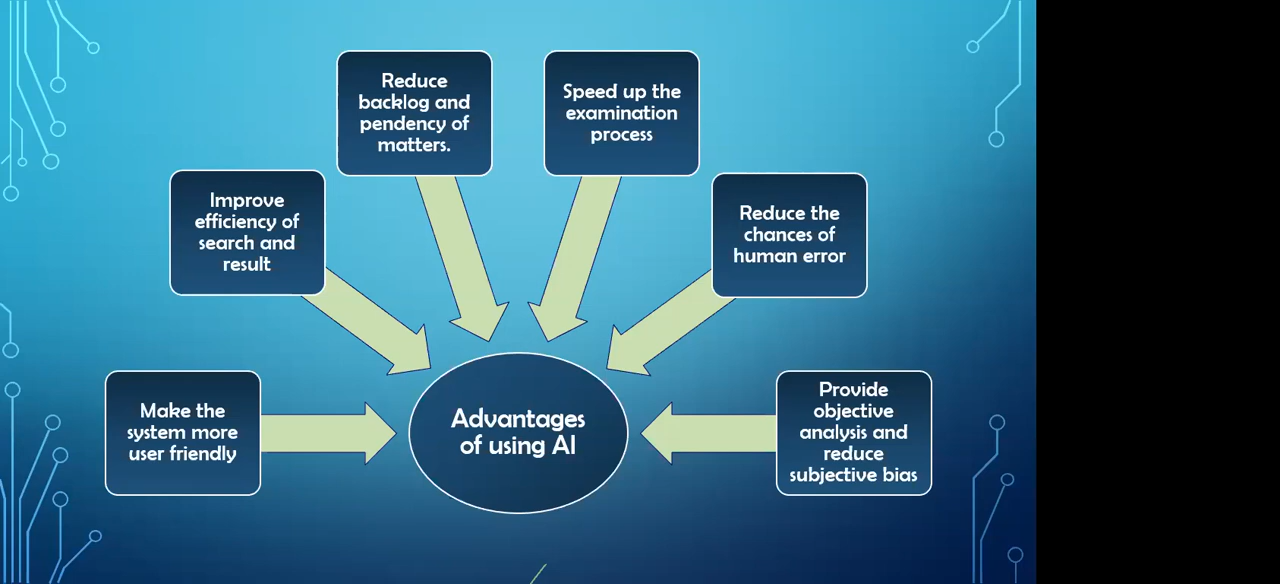 Reduce
backlog and
pendency of
matters.
Speed up the
examination
process
Improve
efficiency of
search and
result
Reduce the
chances of
human error
Make the
system more
user friendly
Advantages
of using AI
Provide
objective
analysis and
reduce
subjective bias